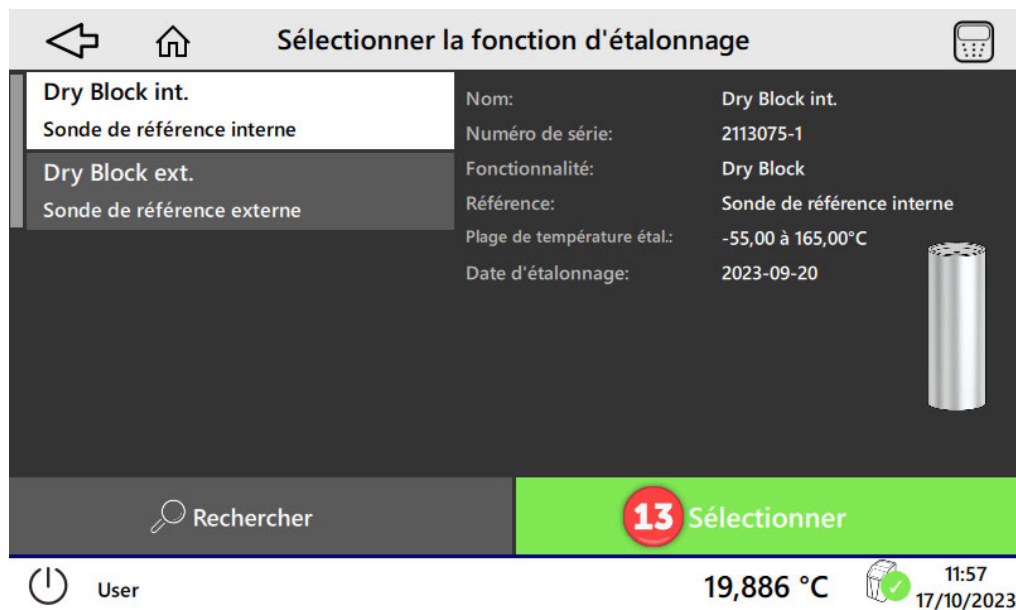 Sélectionner la fonction d'étalonnage
Dry Block int.
Sonde de référence interne
Dry Block ext.
Sonde de référence externe
Nom: Dry Block int.
Numéro de série: 2113075-1
Fonctionnalité: Dry Block
Référence: Sonde de référence interne
Plage de température étal.: -55,00 à 165,00°C
Date d'étalonnage: 2023-09-20
Rechercher
13 Sélectionner
User
19,886 °C
11:57
17/10/2023